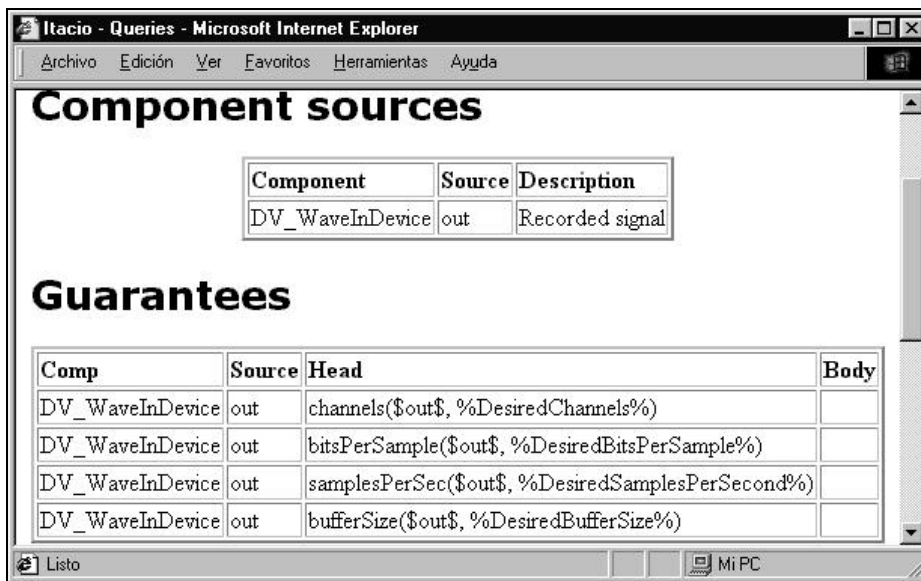 Itacio - Queries - Microsoft Internet Explorer
Archivo Edición Ver Favoritos Herramientas Ayuda
Component sources
Component Source Description
DV_WaveInDevice out Recorded signal
Guarantees
Comp Source Head Body
DV_WaveInDevice out channels($out$, %DesiredChannels%)
DV_WaveInDevice out bitsPerSample($out$, %DesiredBitsPerSample%)
DV_WaveInDevice out samplesPerSec($out$, %DesiredSamplesPerSecond%)
DV_WaveInDevice out bufferSize($out$, %DesiredBufferSize%)
Listo Mi PC